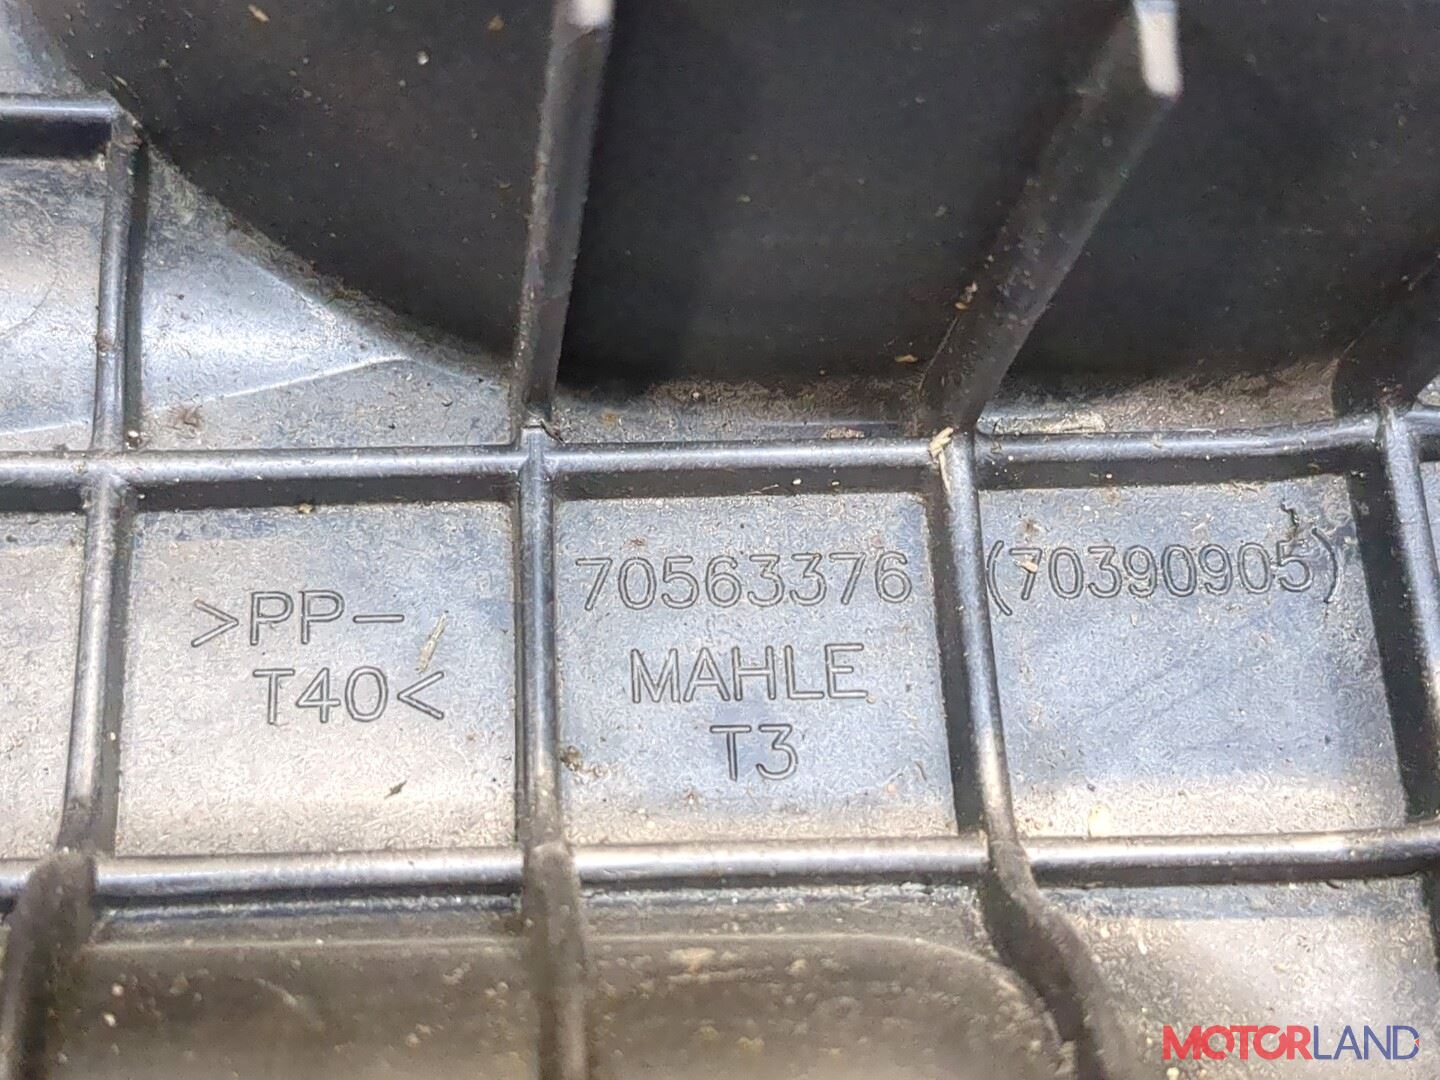 >PP-
T40<
70563376 (70390905)
MAHLE
T3
MOTORLAND